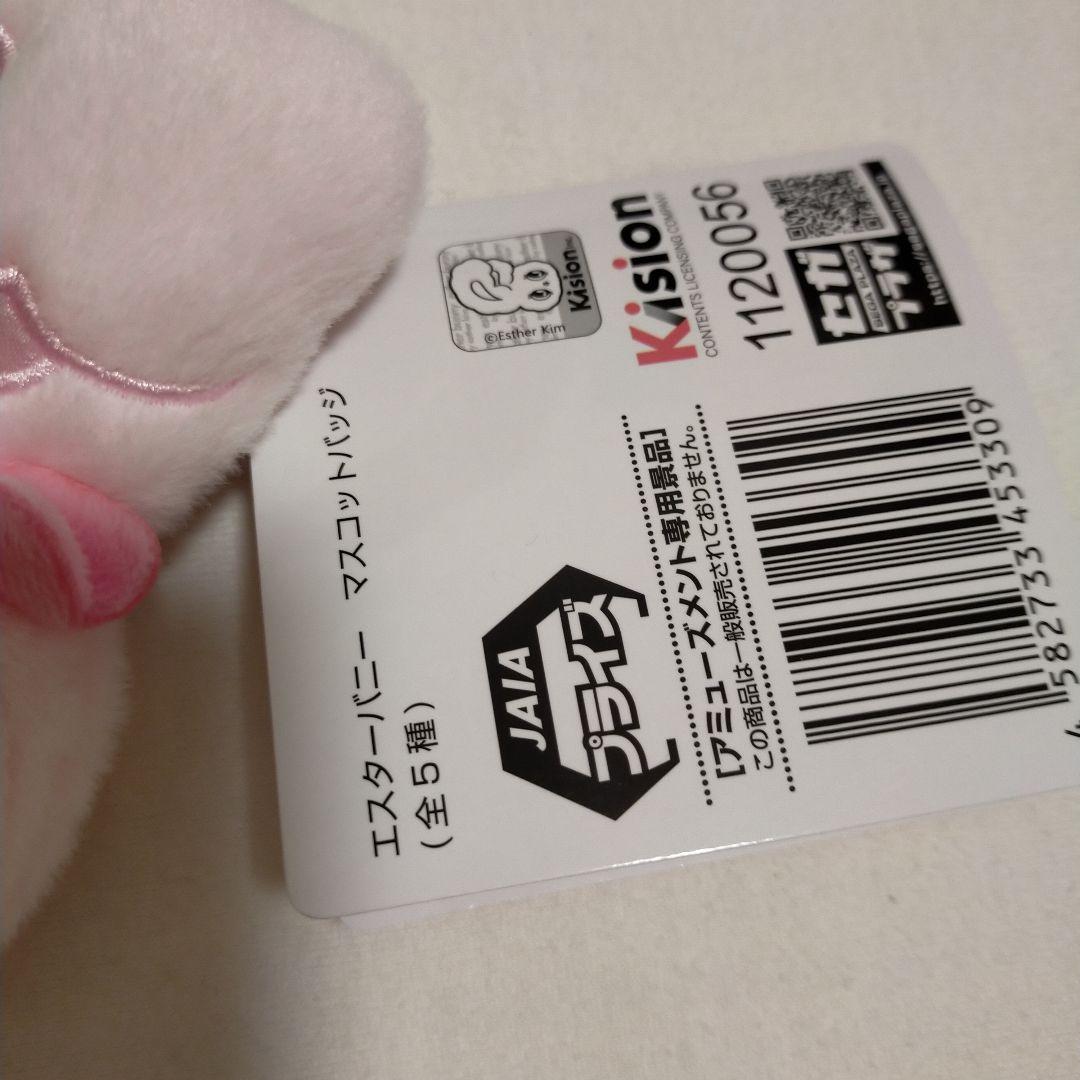 エスターバニー　マスコットバッジ
（全５種）
©Esther Kim
Kiision
Kiision
CONTENTS LICENSING COMPANY
1120056
JAIA
プライズ
[アミューズメント専用景品]
この商品は一般販売されておりません。
セガ
SEGA PLAZA
プラザ
582733 453309